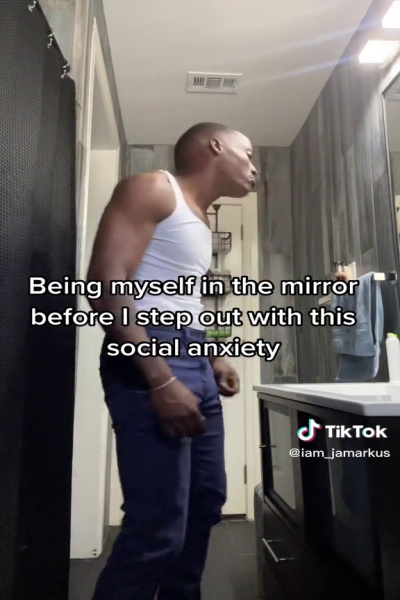 Being myself in the mirror
before I step out with this
social anxiety
TikTok
@iam_jamarkus